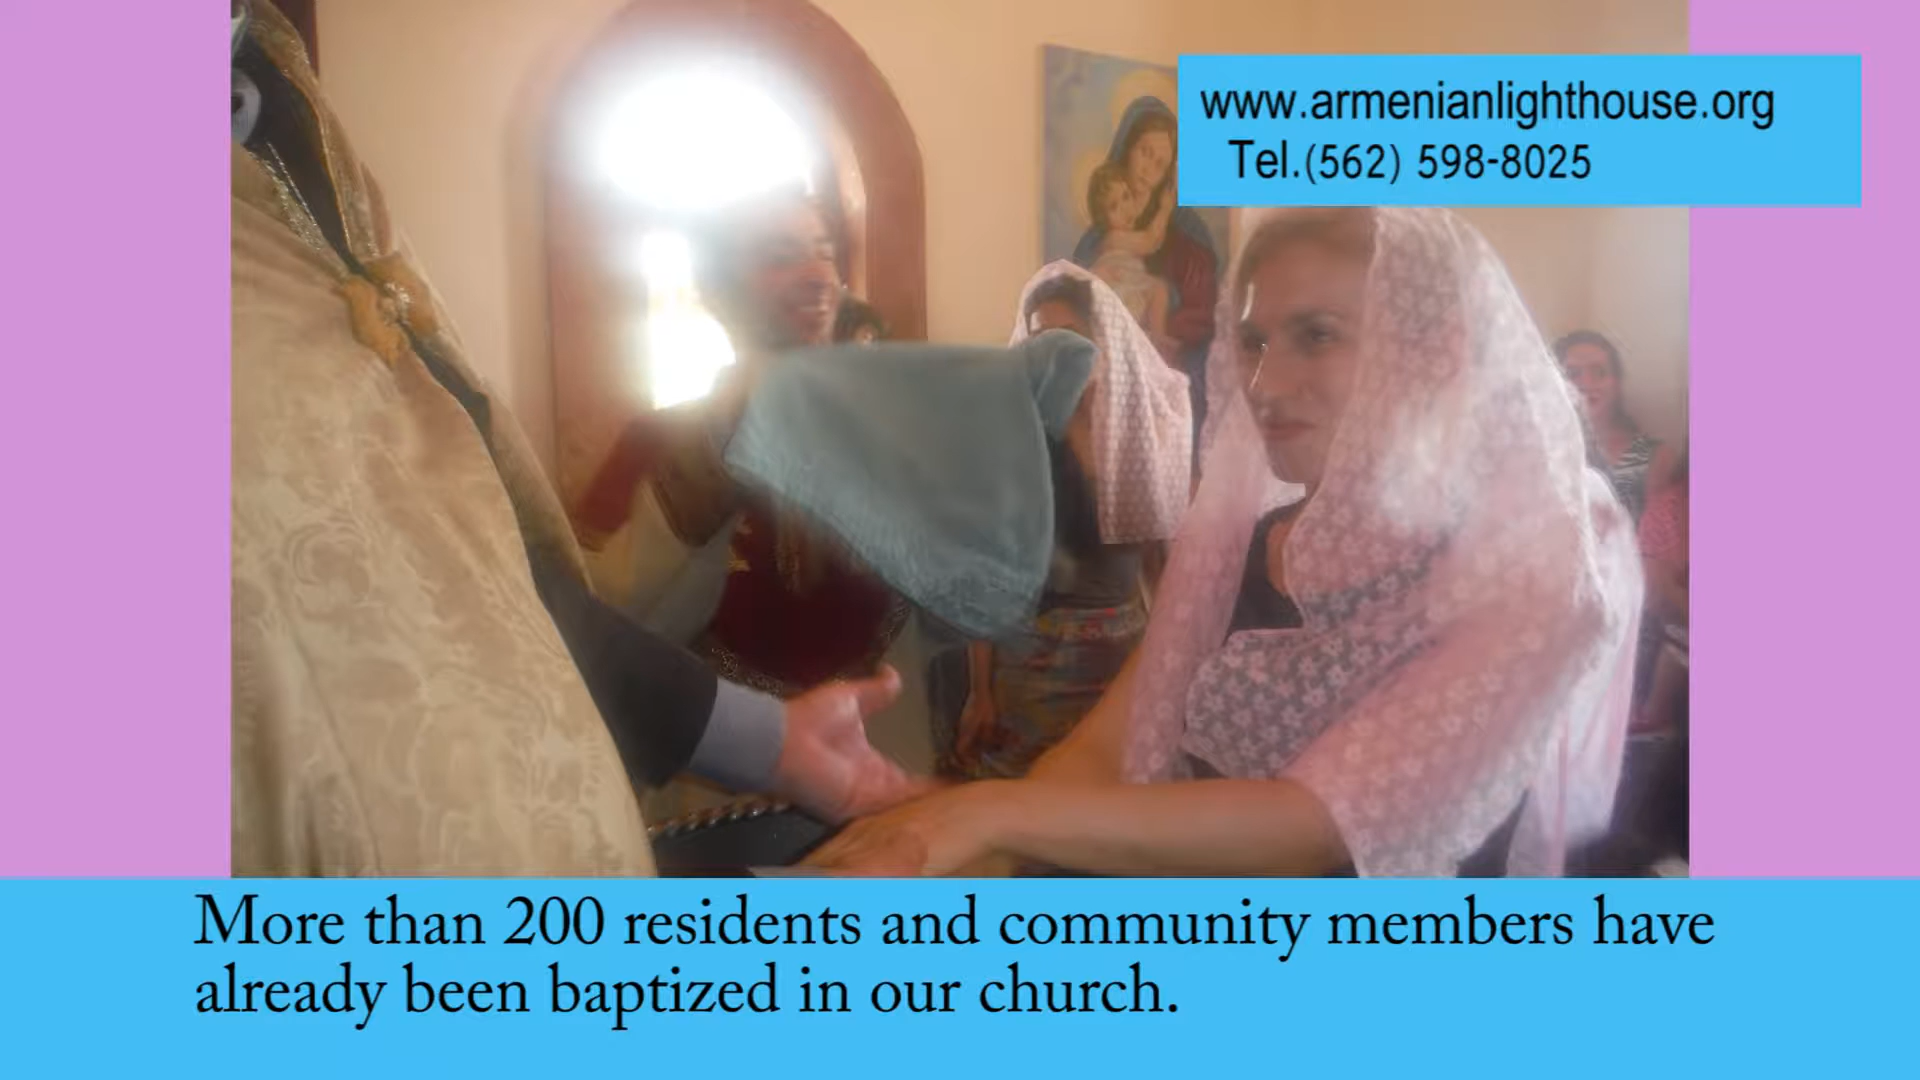 www.armenianlighthouse.org
Tel.(562) 598-8025
More than 200 residents and community members have
already been baptized in our church.